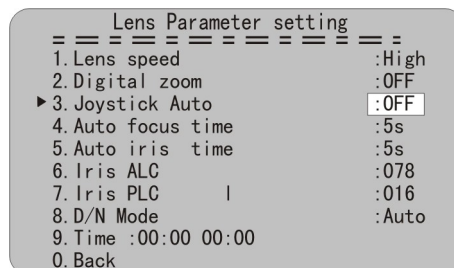 Lens Parameter setting
1.Lens speed :High
2.Digital zoom :OFF
▶3.Joystick Auto :OFF
4.Auto focus time :5s
5.Auto iris time :5s
6.Iris ALC :078
7.Iris PLC I :016
8.D/N Mode :Auto
9.Time :00:00 00:00
0.Back